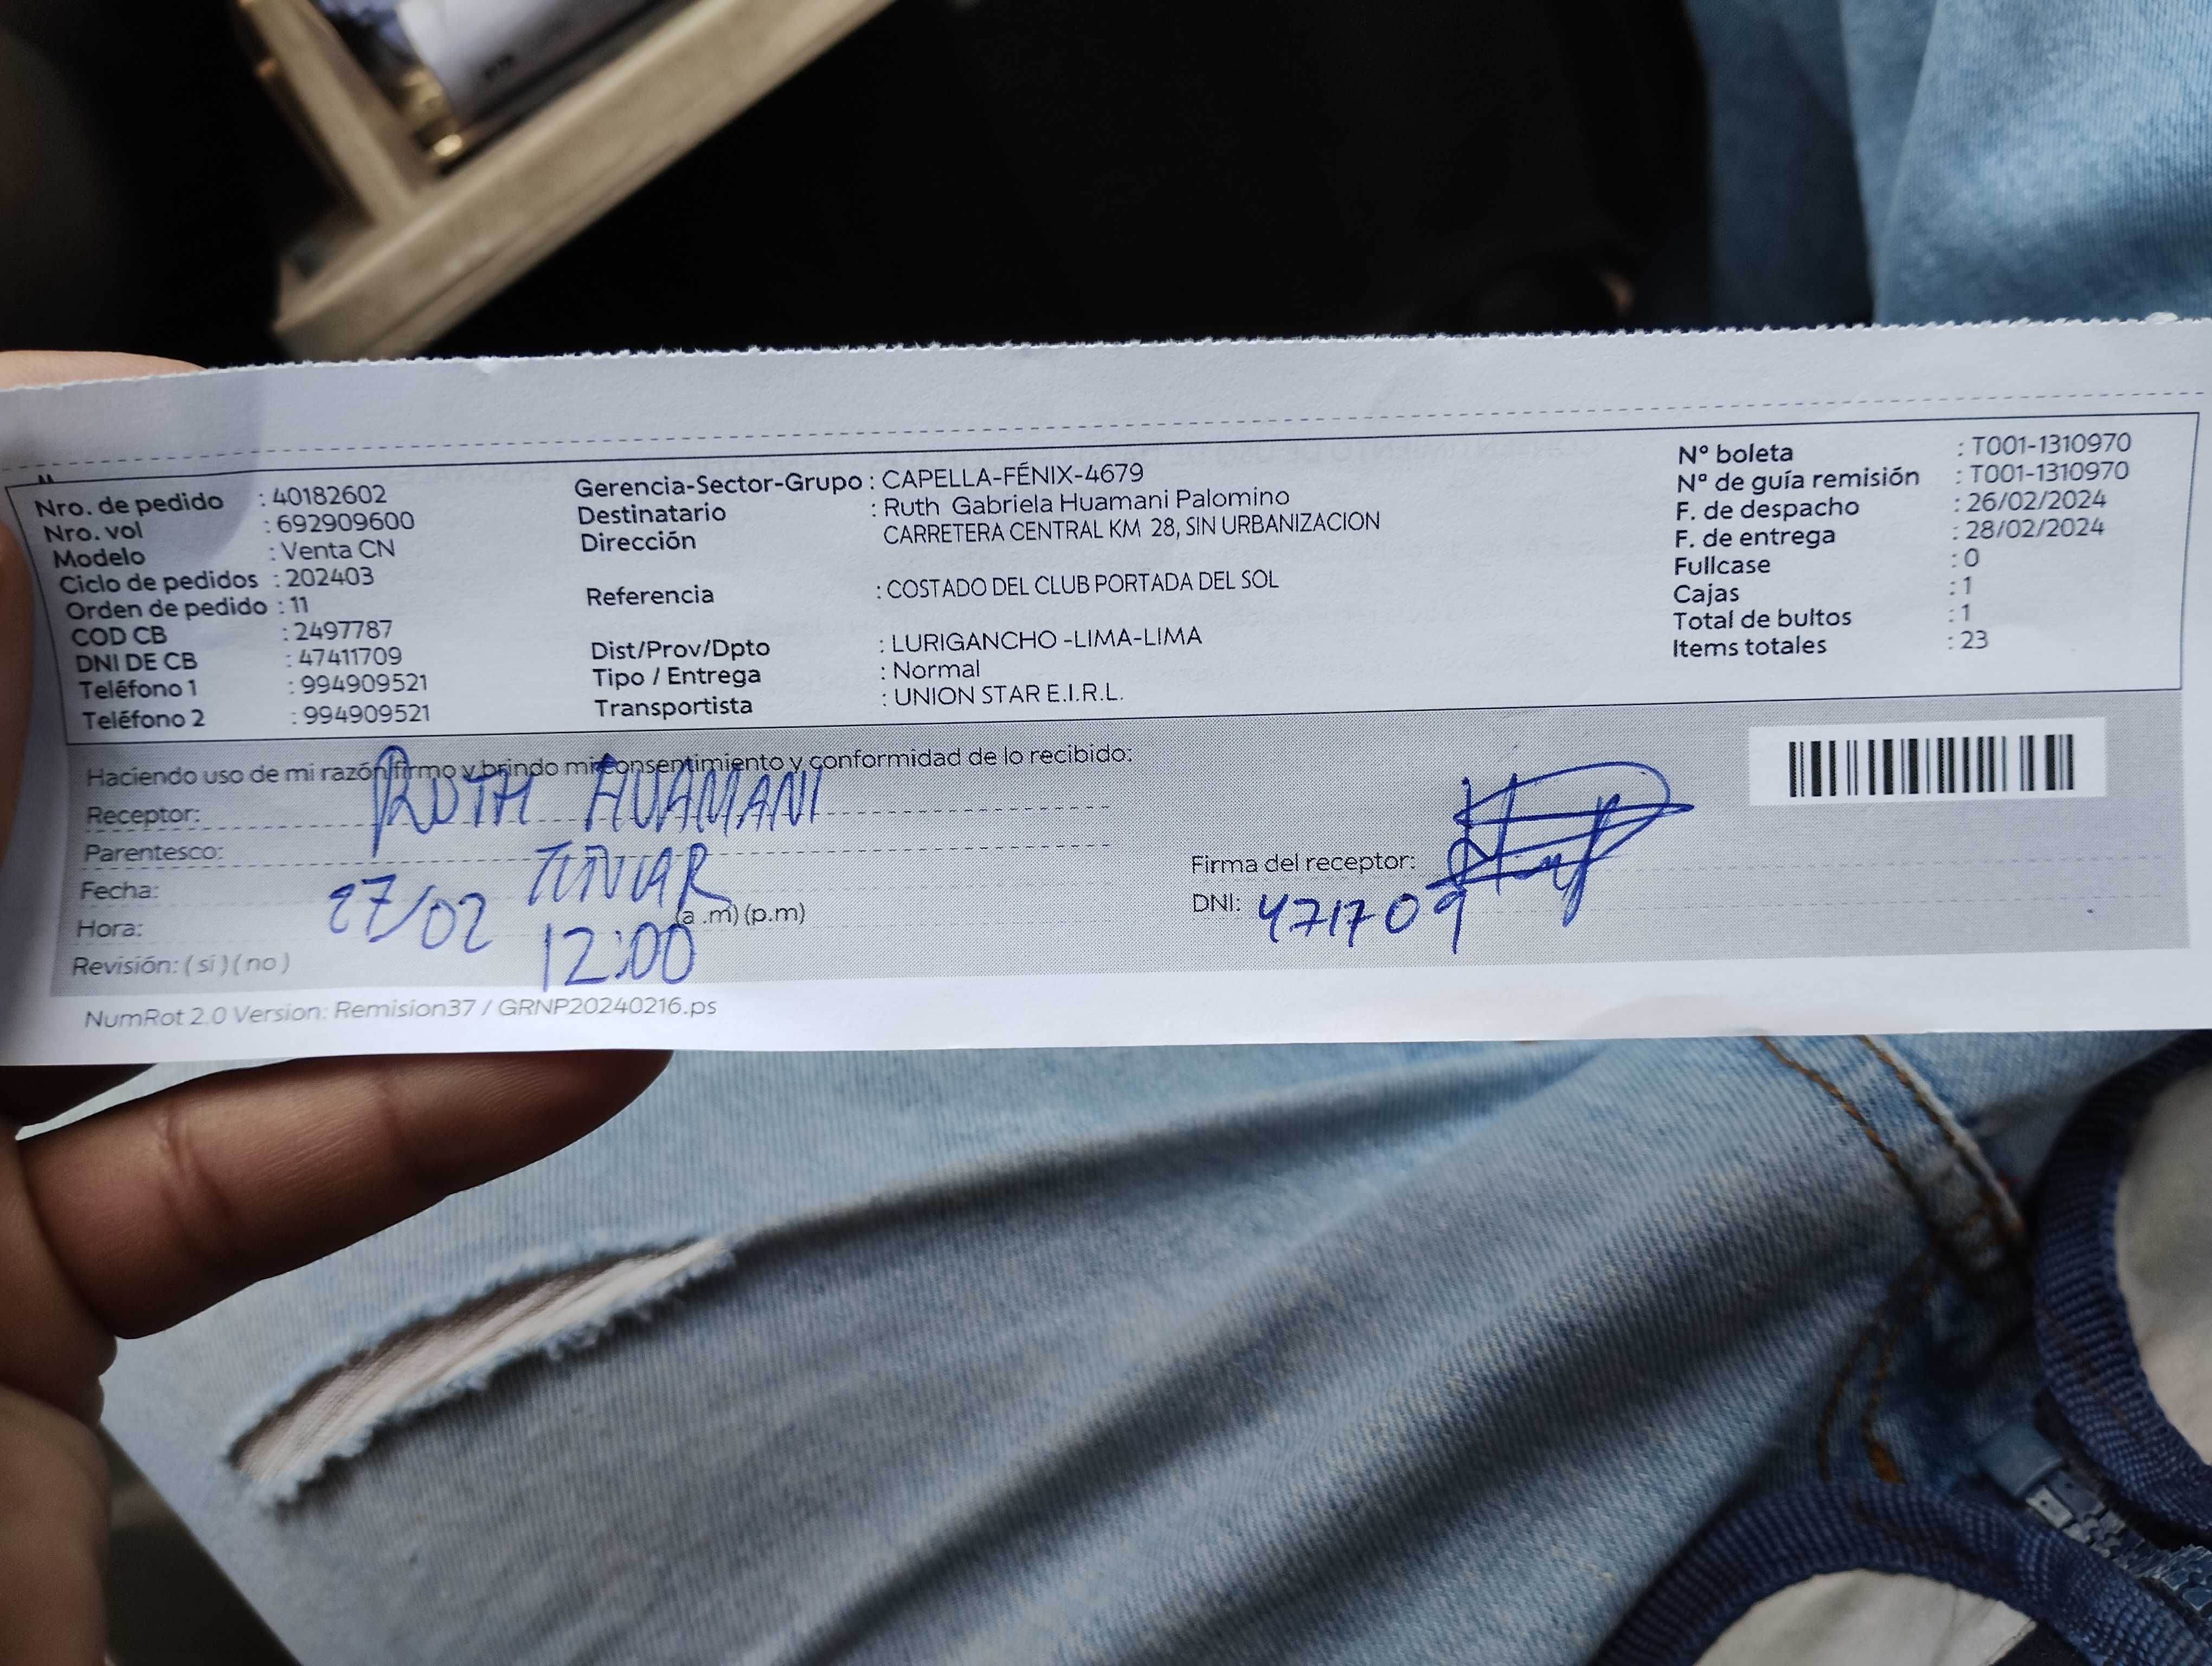 Nro. de pedido : 40182602
Nro. vol : 692909600
Modelo : Venta CN
Ciclo de pedidos : 202403
Orden de pedido : 11
COD CB : 2497787
DNI DE CB : 47411709
Teléfono 1 : 994909521
Teléfono 2 : 994909521
Gerencia-Sector-Grupo : CAPELLA-FÉNIX-4679
Destinatario : Ruth Gabriela Huamani Palomino
Dirección CARRETERA CENTRAL KM 28, SIN URBANIZACION
Referencia : COSTADO DEL CLUB PORTADA DEL SOL
Dist/Prov/Dpto : LURIGANCHO -LIMA-LIMA
Tipo / Entrega : Normal
Transportista : UNION STAR E.I.R.L.
Nº boleta : T001-1310970
Nº de guía remisión : T001-1310970
F. de despacho : 26/02/2024
F. de entrega : 28/02/2024
Fullcase : 0
Cajas : 1
Total de bultos : 1
Items totales : 23
Haciendo uso de mi razón firmo y brindo mi consentimiento y conformidad de lo recibido:
Receptor: RUTH HUAMANI
Parentesco:
Fecha: 27/02
Hora: 12:00 (a .m) (p.m)
Revisión: ( si ) ( no )
Firma del receptor:
DNI: 471709
NumRot 2.0 Version: Remision37 / GRNP20240216.ps